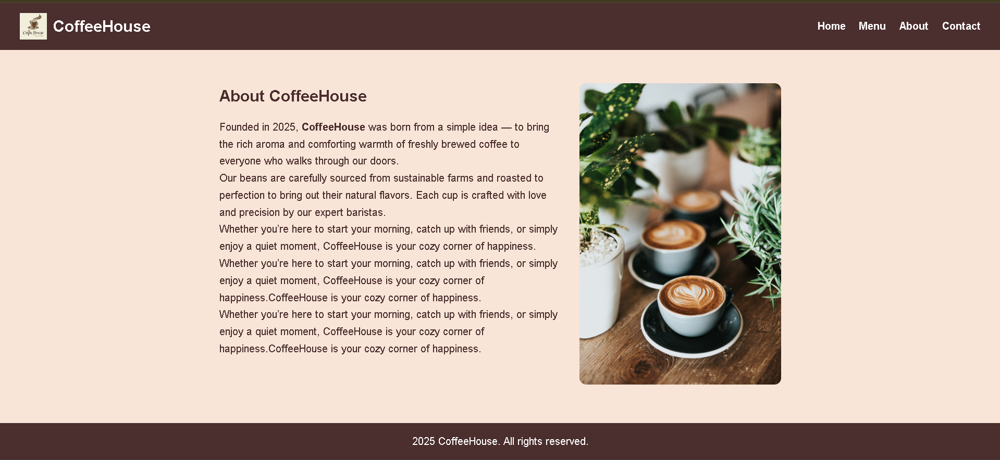 Coffee House
CoffeeHouse
Home Menu About Contact
About CoffeeHouse
Founded in 2025, CoffeeHouse was born from a simple idea — to bring
the rich aroma and comforting warmth of freshly brewed coffee to
everyone who walks through our doors.
Our beans are carefully sourced from sustainable farms and roasted to
perfection to bring out their natural flavors. Each cup is crafted with love
and precision by our expert baristas.
Whether you’re here to start your morning, catch up with friends, or simply
enjoy a quiet moment, CoffeeHouse is your cozy corner of happiness.
Whether you’re here to start your morning, catch up with friends, or simply
enjoy a quiet moment, CoffeeHouse is your cozy corner of
happiness.CoffeeHouse is your cozy corner of happiness.
Whether you’re here to start your morning, catch up with friends, or simply
enjoy a quiet moment, CoffeeHouse is your cozy corner of
happiness.CoffeeHouse is your cozy corner of happiness.
2025 CoffeeHouse. All rights reserved.